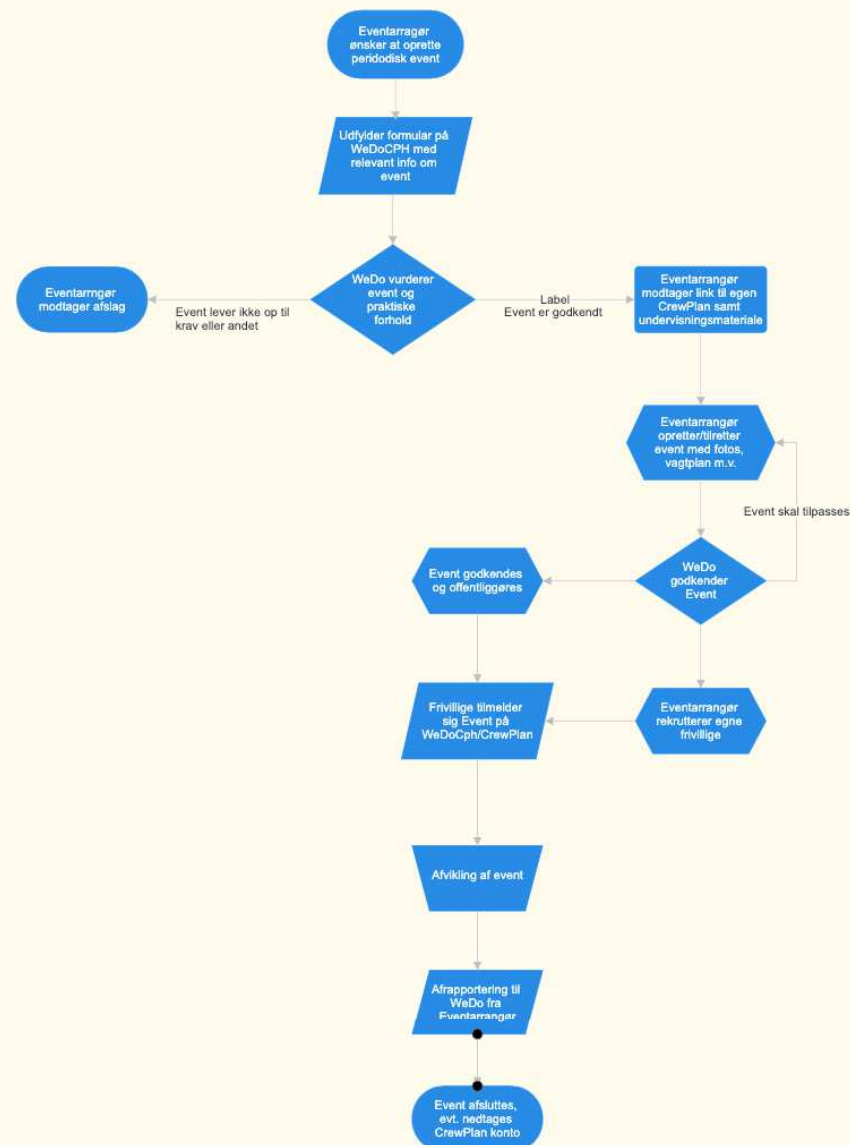 Eventarragør
ønsker at oprette
peridodisk event
Udfylder formular på
WeDoCPH med
relevant info om
event
Eventarrngør
modtager afslag
Event lever ikke op til
krav eller andet
WeDo vurderer
event og
praktiske
forhold
Label
Event er godkendt
Eventarrangør
modtager link til egen
CrewPlan samt
undervisningsmateriale
Eventarrangør
opretter/tilretter
event med fotos,
vagtplan m.v.
Event skal tilpasses
WeDo
godkender
Event
Event godkendes
og offentliggøres
Frivillige tilmelder
sig Event på
WeDoCph/CrewPlan
Eventarrangør
rekrutterer egne
frivillige
Afvikling af event
Afrapportering til
WeDo fra
Eventarrangør
Event afsluttes,
evt. nedtages
CrewPlan konto